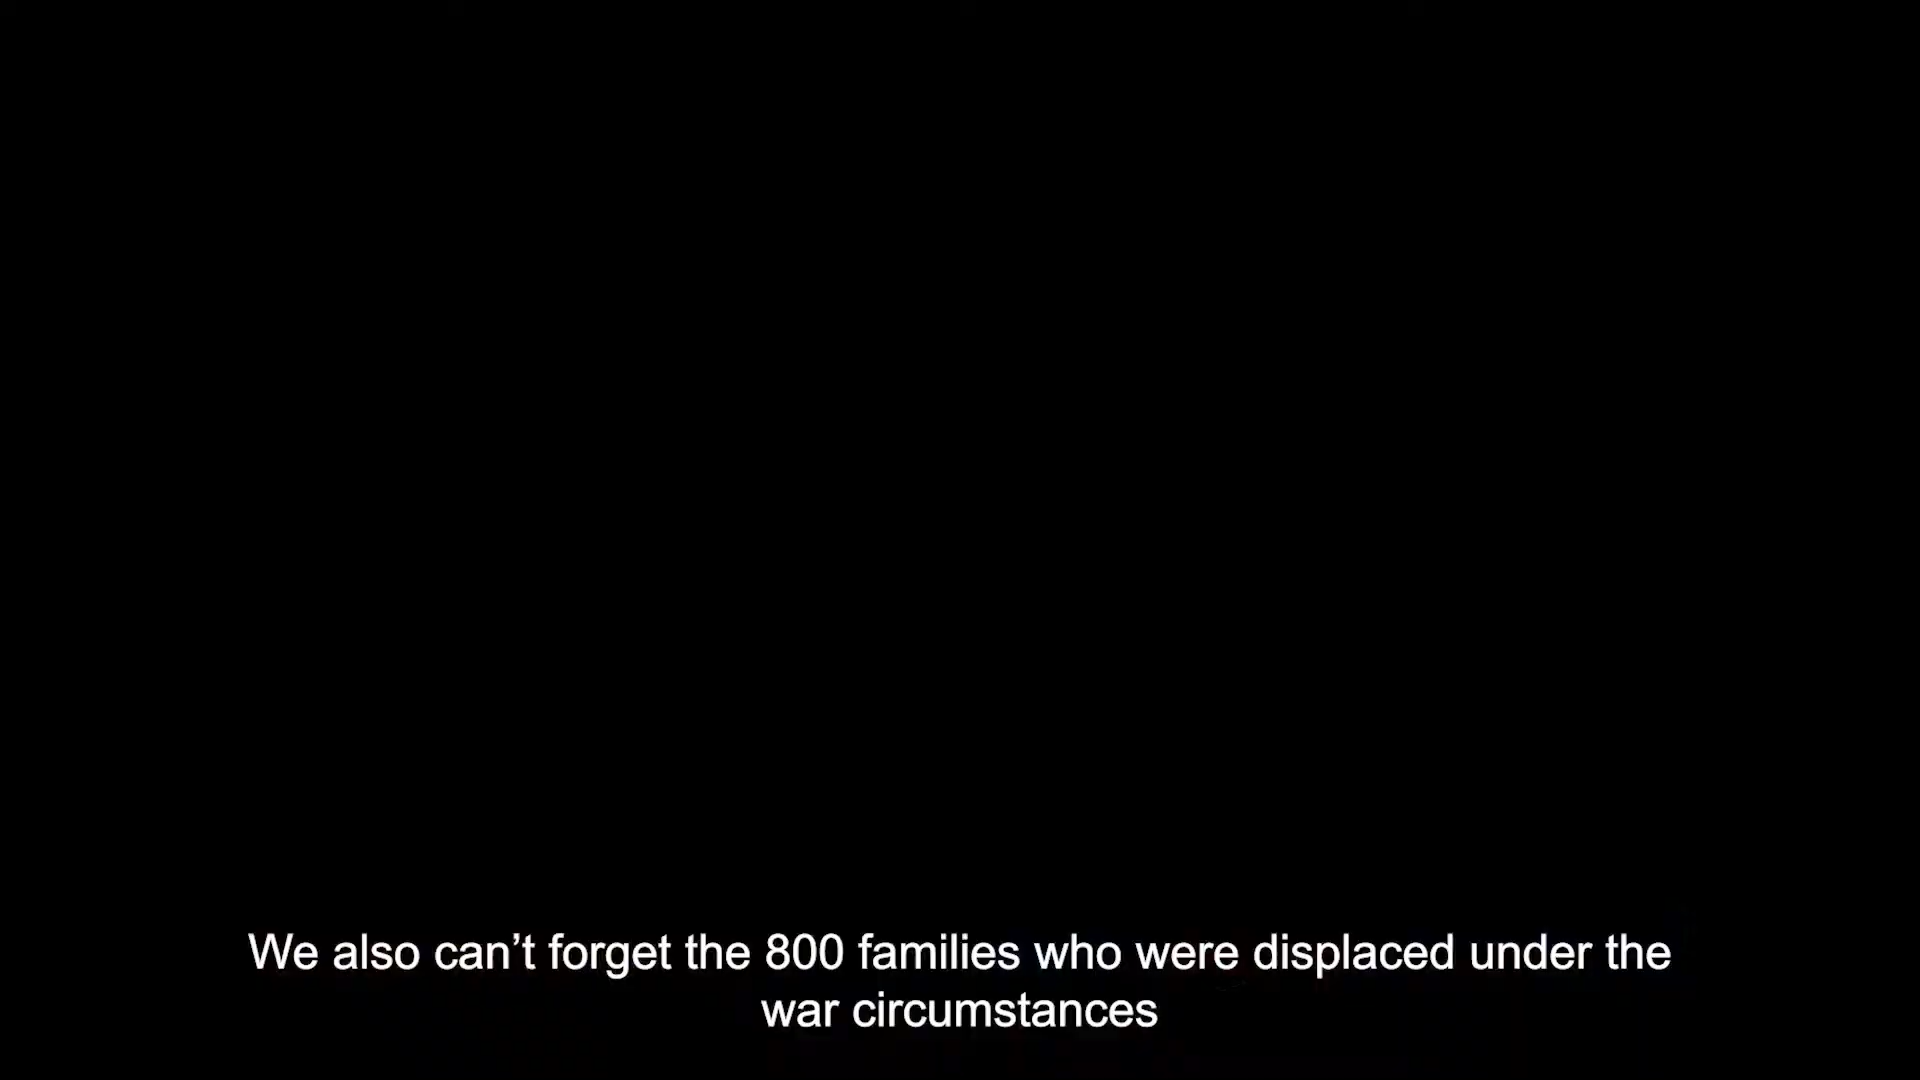 We also can’t forget the 800 families who were displaced under the
war circumstances